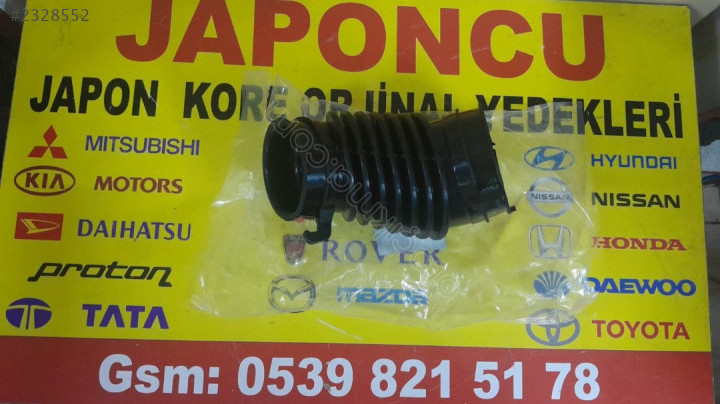 #2328552
JAPONCU
JAPON KORE ORJİNAL YEDEKLERİ
MITSUBISHI
KIA MOTORS
DAIHATSU
PROTON
TATA
ROVER
mazda
HYUNDAI
NISSAN NISSAN
HONDA
DAEWOO
TOYOTA
Gsm: 0539 821 51 78